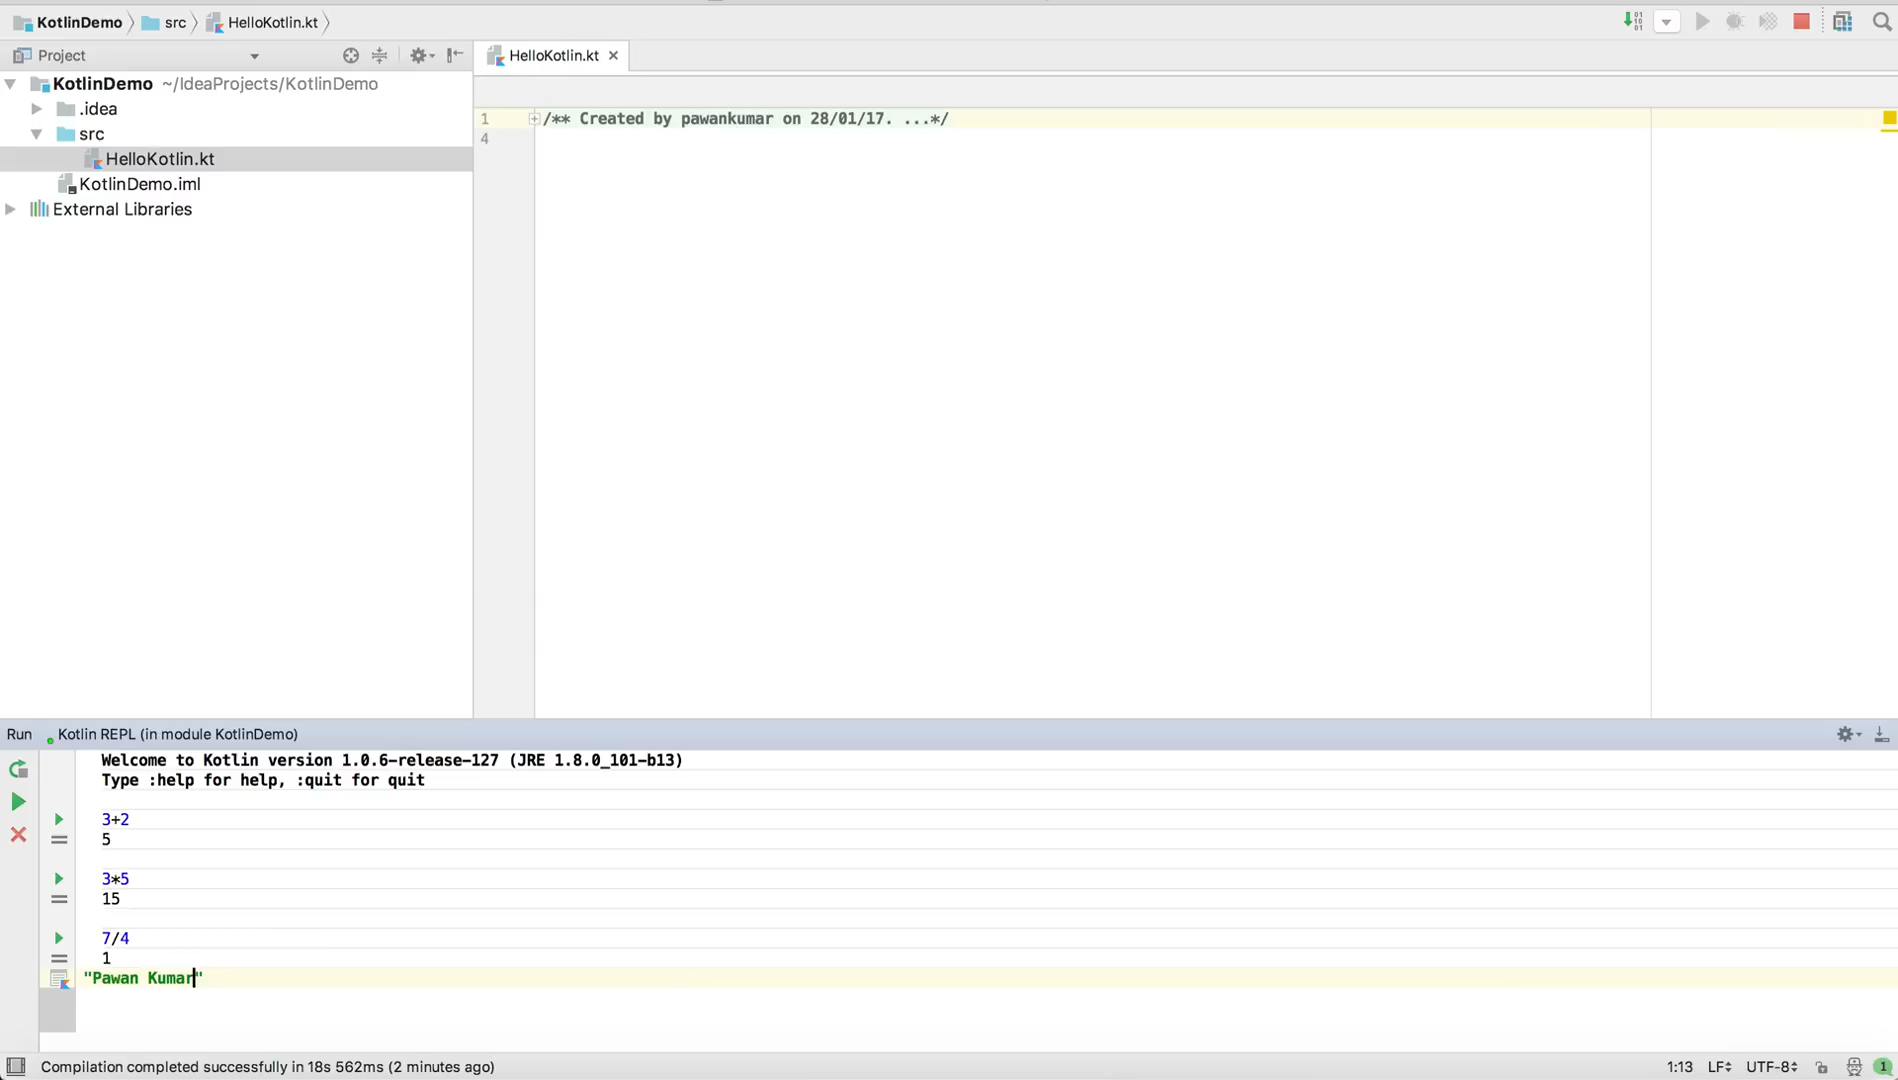 KotlinDemo src HelloKotlin.kt
Project
HelloKotlin.kt
KotlinDemo ~/IdeaProjects/KotlinDemo
.idea
src
HelloKotlin.kt
KotlinDemo.iml
External Libraries
1 /** Created by pawankumar on 28/01/17. ...*/
4
Run Kotlin REPL (in module KotlinDemo)
Welcome to Kotlin version 1.0.6-release-127 (JRE 1.8.0_101-b13)
Type :help for help, :quit for quit
3+2
5
3*5
15
7/4
1
"Pawan Kumar"
Compilation completed successfully in 18s 562ms (2 minutes ago) 1:13 LF UTF-8 1